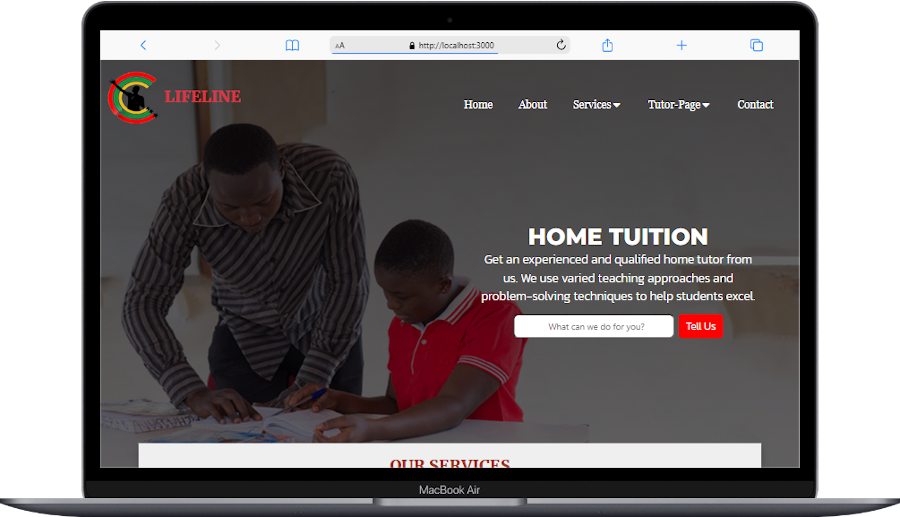 AA
http://localhost:3000
LIFELINE
Home About Services Tutor-Page Contact
HOME TUITION
Get an experienced and qualified home tutor from
us. We use varied teaching approaches and
problem-solving techniques to help students excel.
What can we do for you? Tell Us
OUR SERVICES
MacBook Air